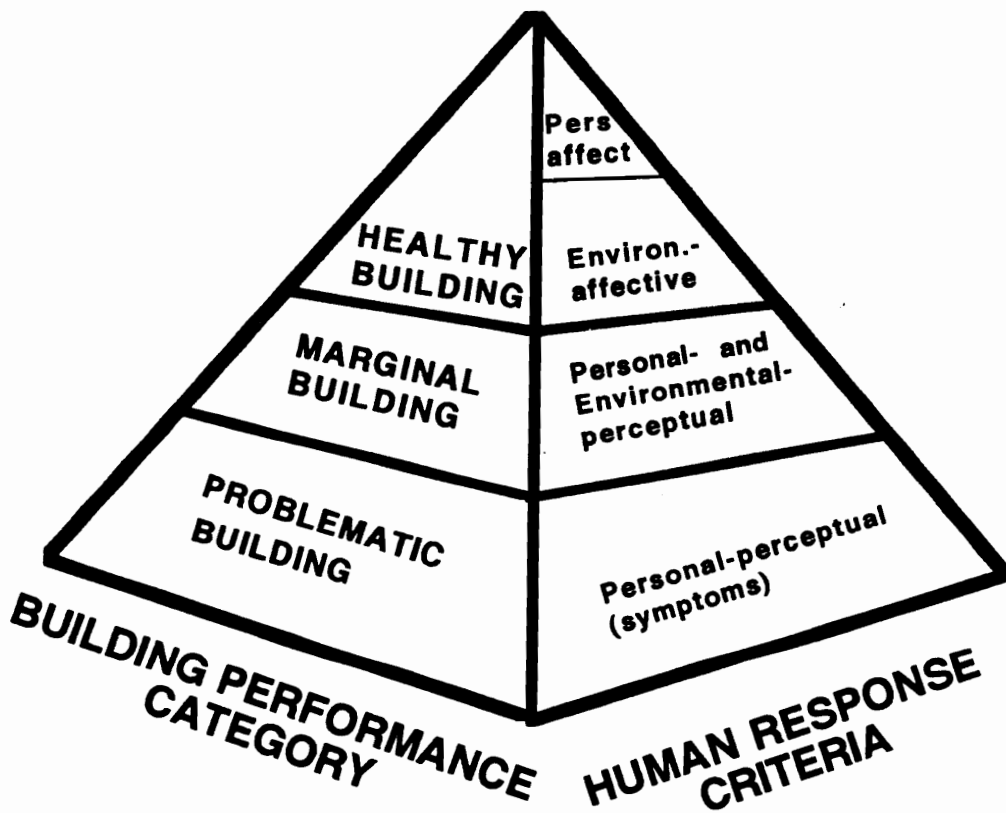 Pers
affect
HEALTHY
BUILDING
Environ.-
affective
MARGINAL
BUILDING
Personal- and
Environmental-
perceptual
PROBLEMATIC
BUILDING
Personal-perceptual
(symptoms)
BUILDING PERFORMANCE
CATEGORY
HUMAN RESPONSE
CRITERIA